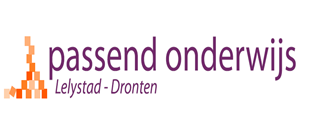 passend onderwijs
Lelystad - Dronten